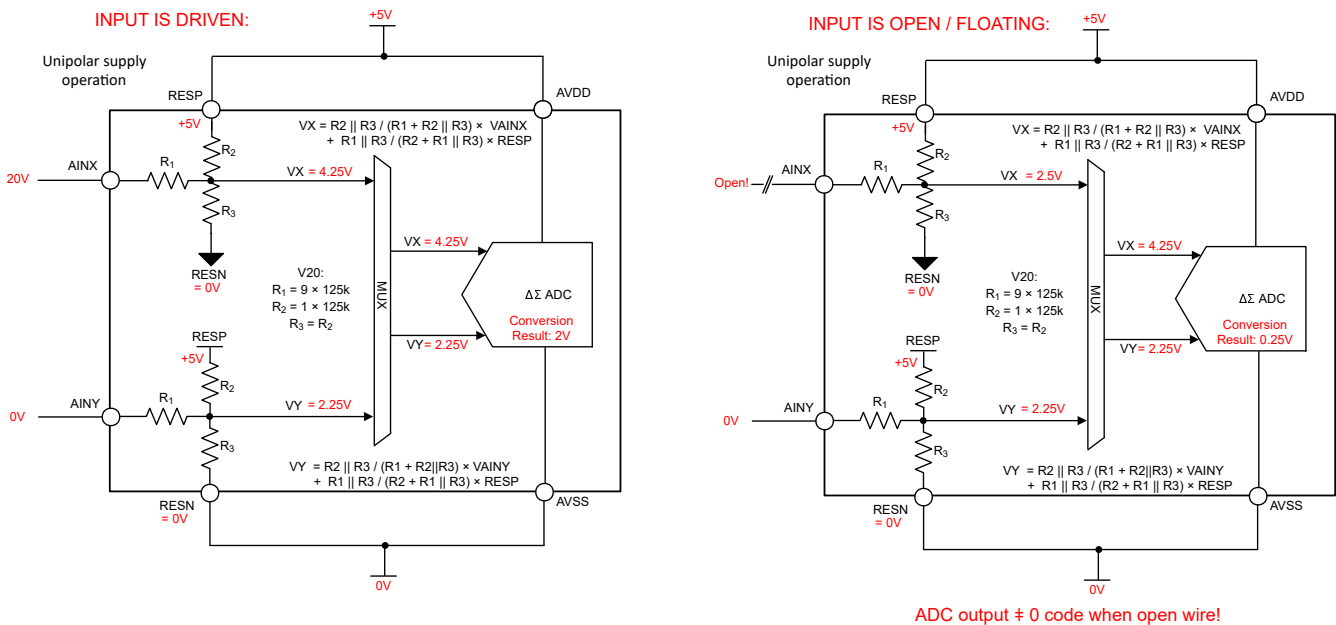 INPUT IS DRIVEN:
+5V
Unipolar supply
operation
RESP
AVDD
+5V
VX = R2 || R3 / (R1 + R2 || R3) × VAINX
+ R1 || R3 / (R2 + R1 || R3) × RESP
R2
20V
AINX
R1
VX = 4.25V
R3
VX = 4.25V
RESN
= 0V
V20:
R1 = 9 × 125k
R2 = 1 × 125k
R3 = R2
MUX
ΔΣ ADC
Conversion
Result: 2V
RESP
+5V
VY = 2.25V
R2
0V
AINY
R1
VY = 2.25V
R3
VY = R2 || R3 / (R1 + R2||R3) × VAINY
+ R1 || R3 / (R2 + R1 || R3) × RESP
RESN
= 0V
AVSS
0V
INPUT IS OPEN / FLOATING:
+5V
Unipolar supply
operation
RESP
AVDD
+5V
VX = R2 || R3 / (R1 + R2 || R3) × VAINX
+ R1 || R3 / (R2 + R1 || R3) × RESP
R2
Open!
AINX
R1
VX = 2.5V
R3
VX = 4.25V
RESN
= 0V
V20:
R1 = 9 × 125k
R2 = 1 × 125k
R3 = R2
MUX
ΔΣ ADC
Conversion
Result: 0.25V
RESP
+5V
VY = 2.25V
R2
0V
AINY
R1
VY = 2.25V
R3
VY = R2 || R3 / (R1 + R2||R3) × VAINY
+ R1 || R3 / (R2 + R1 || R3) × RESP
RESN
= 0V
AVSS
0V
ADC output ‡ 0 code when open wire!